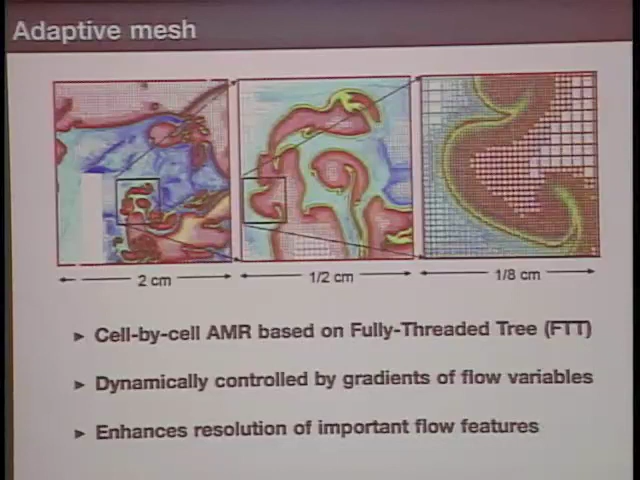 Adaptive mesh
2 cm
1/2 cm
1/8 cm
► Cell-by-cell AMR based on Fully-Threaded Tree (FTT)
► Dynamically controlled by gradients of flow variables
► Enhances resolution of important flow features